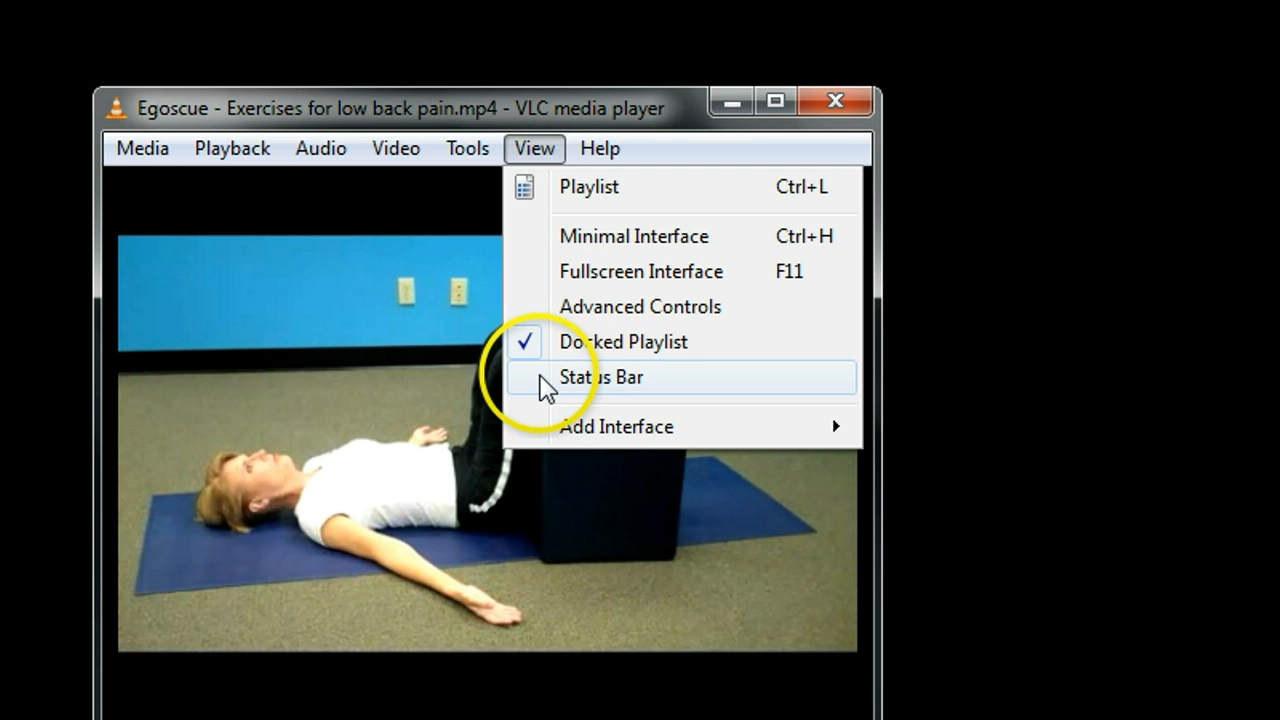 Egoscue - Exercises for low back pain.mp4 - VLC media player
Media Playback Audio Video Tools View Help
Playlist Ctrl+L
Minimal Interface Ctrl+H
Fullscreen Interface F11
Advanced Controls
Docked Playlist
Status Bar
Add Interface